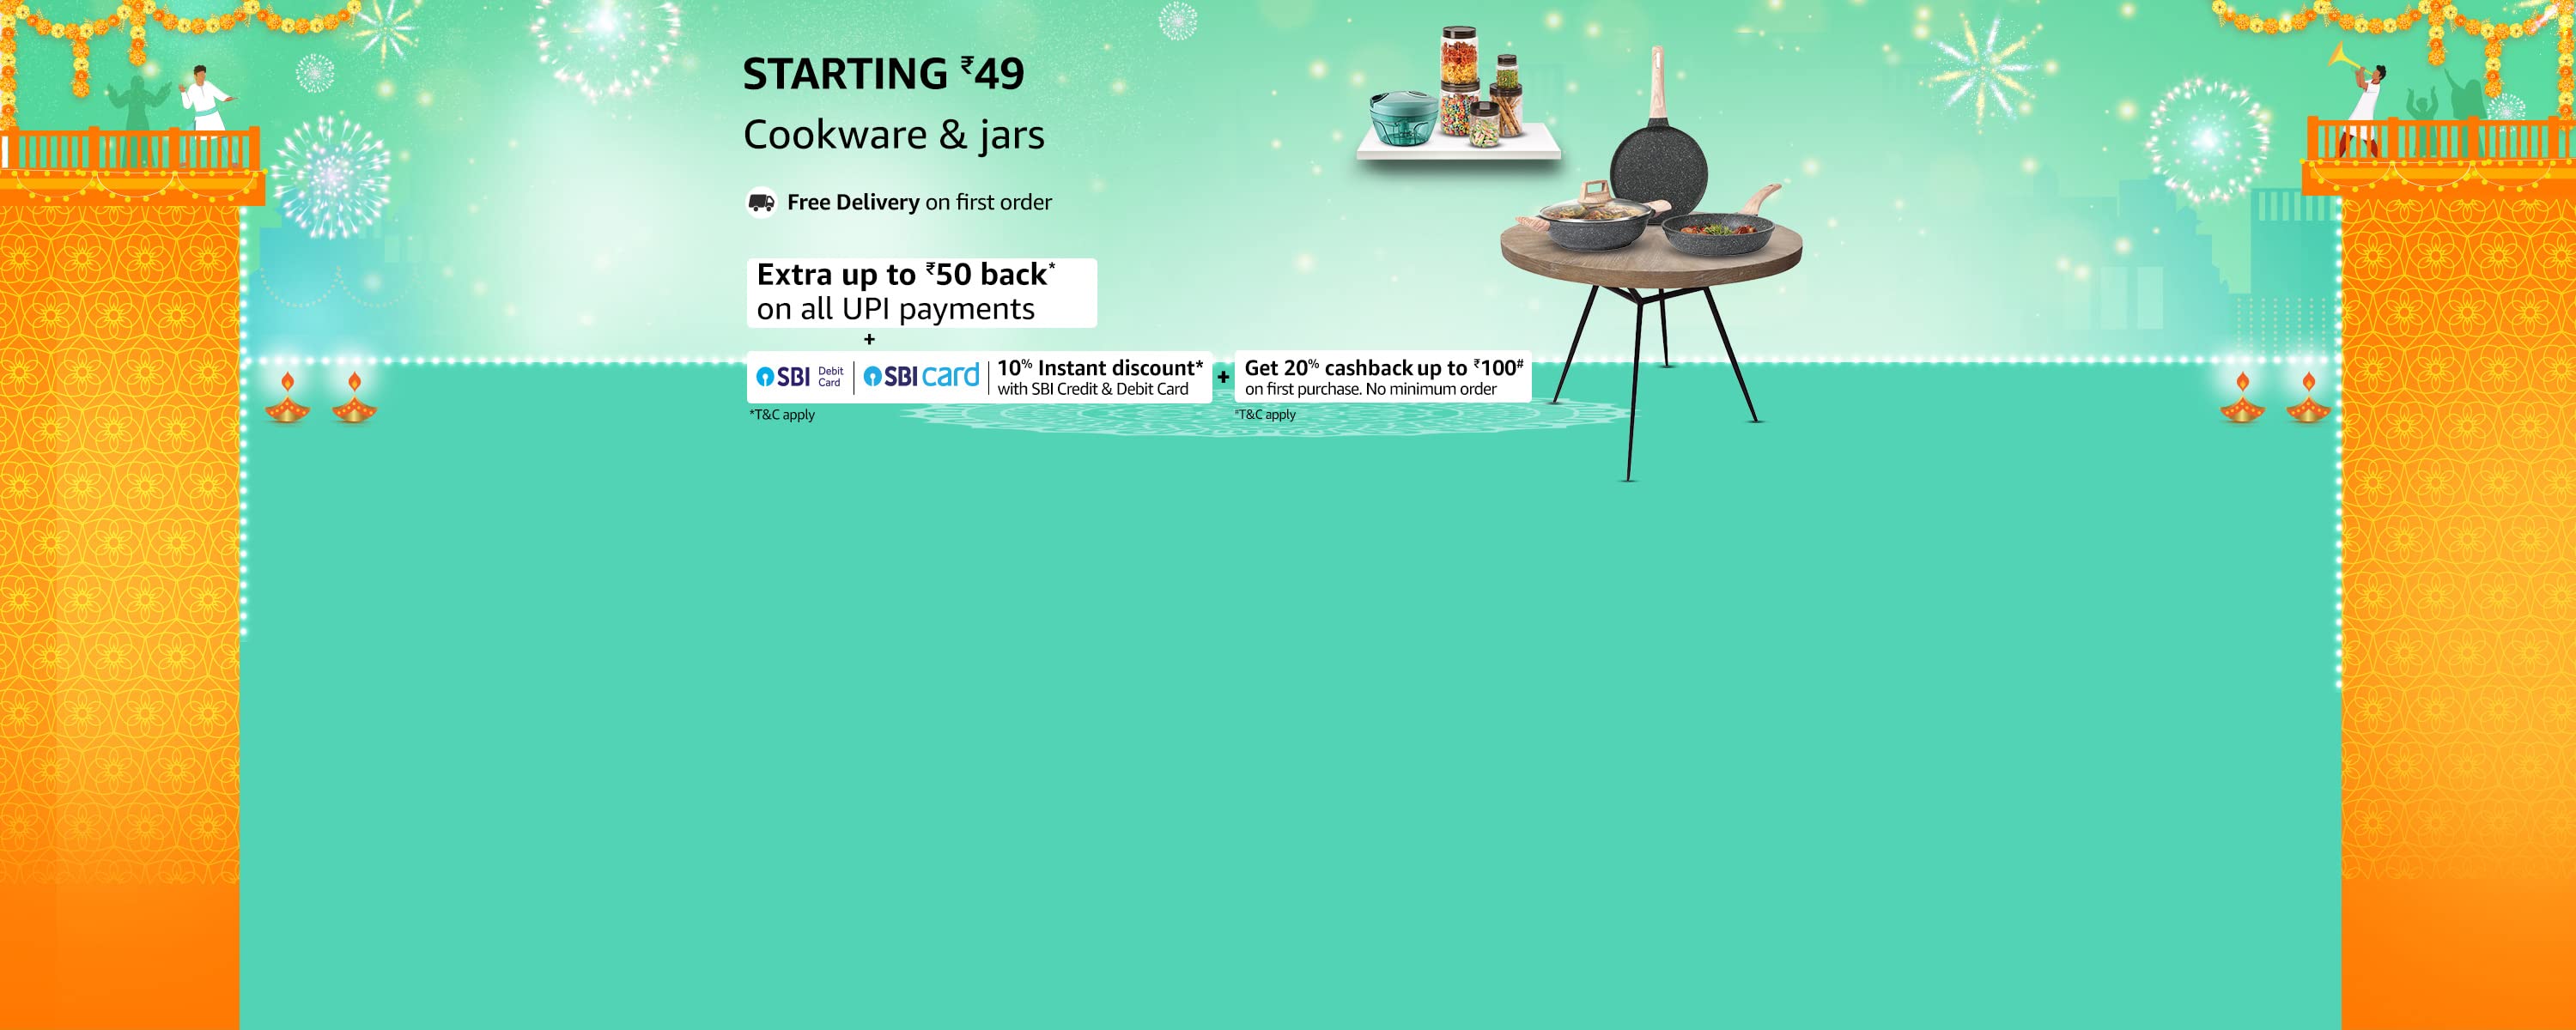 STARTING ₹49
Cookware & jars
Free Delivery on first order
Extra up to ₹50 back*
on all UPI payments
+
SBI Debit Card | SBI card | 10% Instant discount*
with SBI Credit & Debit Card
*T&C apply
+
Get 20% cashback up to ₹100#
on first purchase. No minimum order
#T&C apply